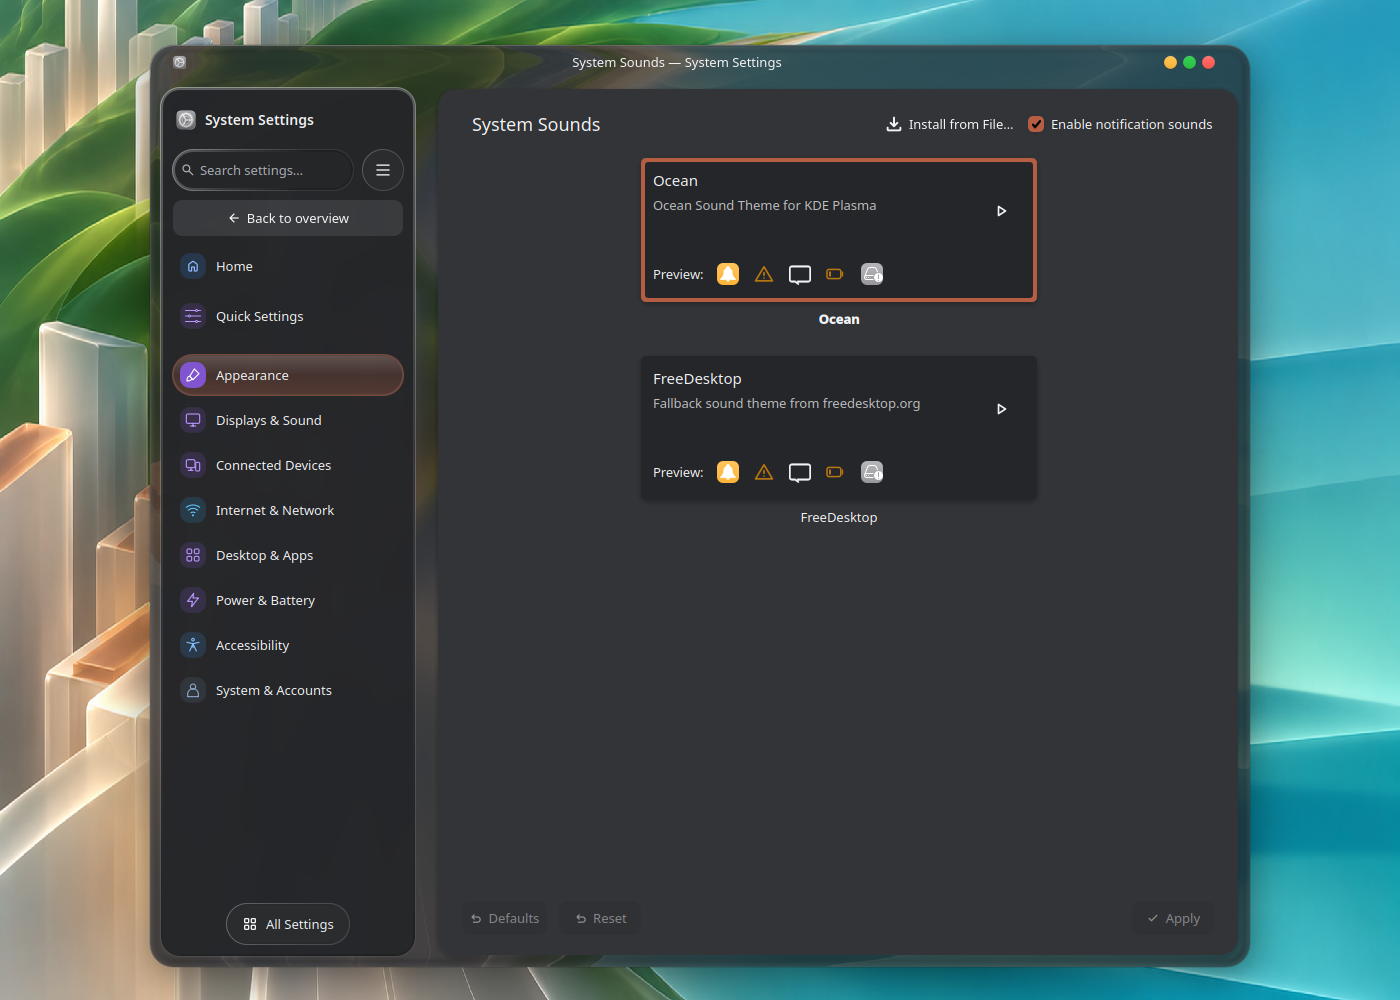 System Sounds — System Settings
System Settings
Search settings...
Back to overview
Home
Quick Settings
Appearance
Displays & Sound
Connected Devices
Internet & Network
Desktop & Apps
Power & Battery
Accessibility
System & Accounts
All Settings
System Sounds
Install from File...
Enable notification sounds
Ocean
Ocean Sound Theme for KDE Plasma
Preview:
Ocean
FreeDesktop
Fallback sound theme from freedesktop.org
Preview:
FreeDesktop
Defaults
Reset
Apply